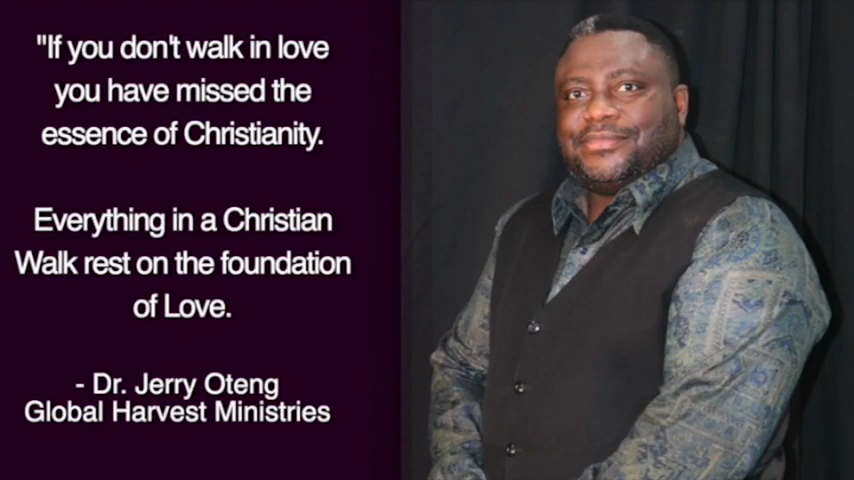 "If you don't walk in love
you have missed the
essence of Christianity.
Everything in a Christian
Walk rest on the foundation
of Love.
- Dr. Jerry Oteng
Global Harvest Ministries